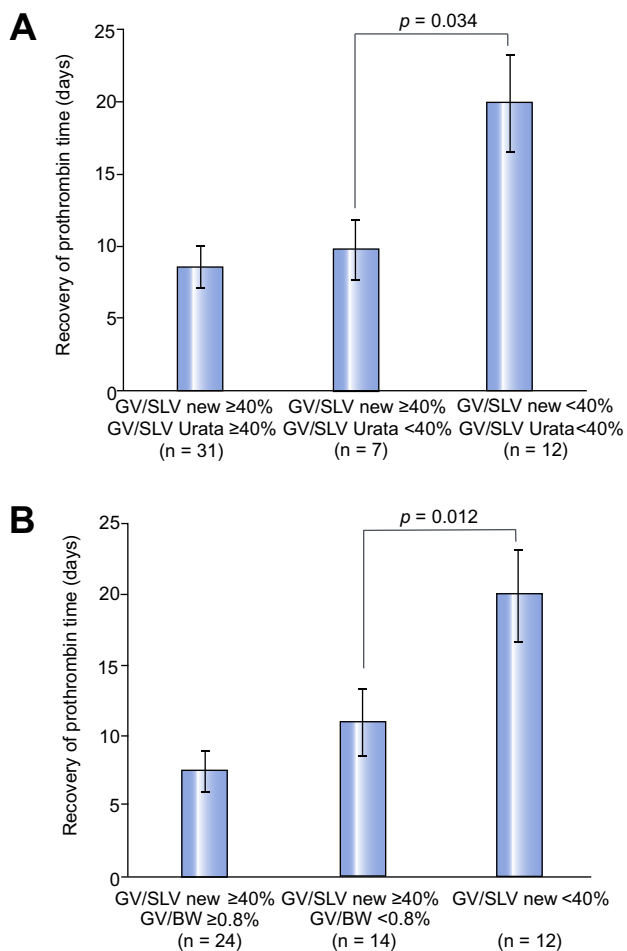 A
25
20
15
10
5
0
Recovery of prothrombin time (days)
p = 0.034
GV/SLV new ≥40%
GV/SLV Urata ≥40%
(n = 31)
GV/SLV new ≥40%
GV/SLV Urata <40%
(n = 7)
GV/SLV new <40%
GV/SLV Urata<40%
(n = 12)
B
25
20
15
10
5
0
Recovery of prothrombin time (days)
p = 0.012
GV/SLV new ≥40%
GV/BW ≥0.8%
(n = 24)
GV/SLV new ≥40%
GV/BW <0.8%
(n = 14)
GV/SLV new <40%
(n = 12)